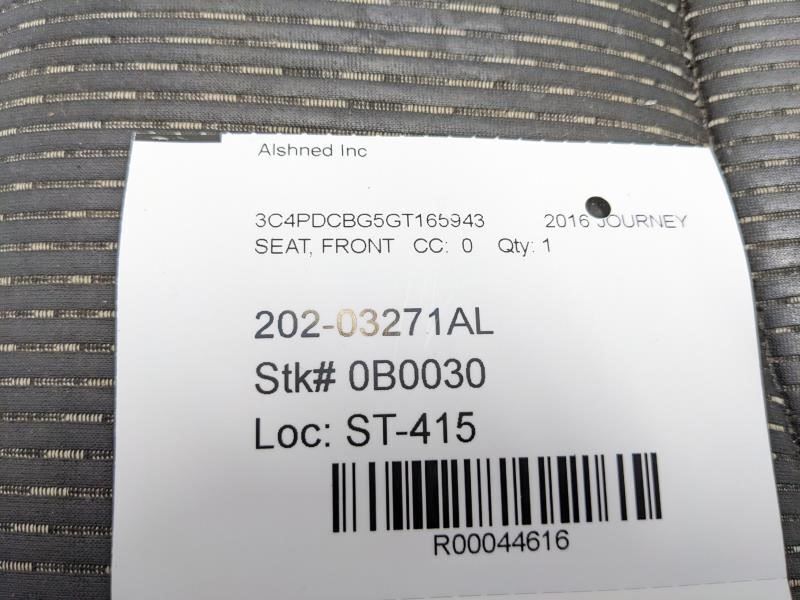 Alshned Inc
3C4PDCBG5GT165943 2016 JOURNEY
SEAT, FRONT CC: 0 Qty: 1
202-03271AL
Stk# 0B0030
Loc: ST-415
R00044616